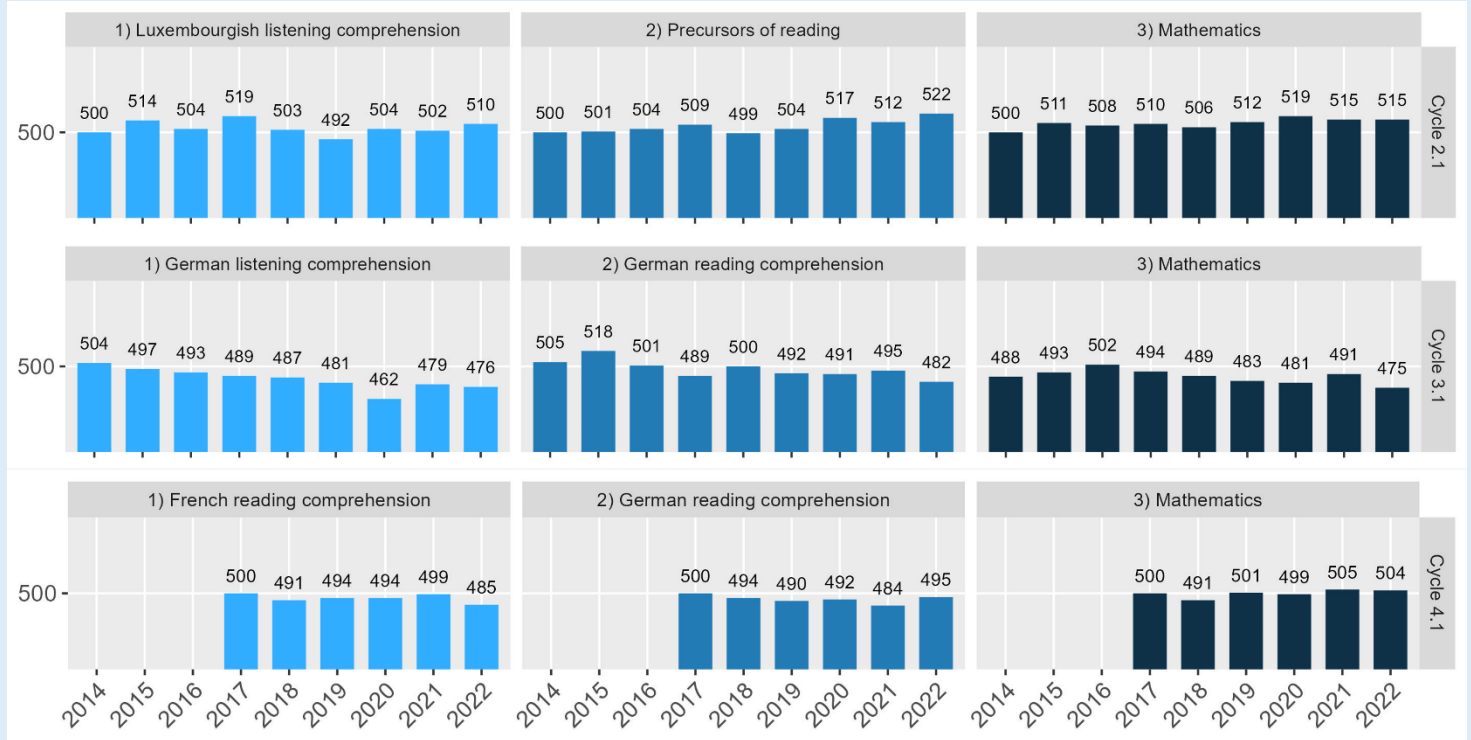 1) Luxembourgish listening comprehension
2) Precursors of reading
3) Mathematics
500 514 504 519 503 492 504 502 510
500 501 504 509 499 504 517 512 522
500 511 508 510 506 512 519 515 515
500
Cycle 2.1
1) German listening comprehension
2) German reading comprehension
3) Mathematics
504 497 493 489 487 481 462 479 476
505 518 501 489 500 492 491 495 482
488 493 502 494 489 483 481 491 475
500
Cycle 3.1
1) French reading comprehension
2) German reading comprehension
3) Mathematics
500 491 494 494 499 485
500 494 490 492 484 495
500 491 501 499 505 504
500
Cycle 4.1
2014 2015 2016 2017 2018 2019 2020 2021 2022
2014 2015 2016 2017 2018 2019 2020 2021 2022
2014 2015 2016 2017 2018 2019 2020 2021 2022